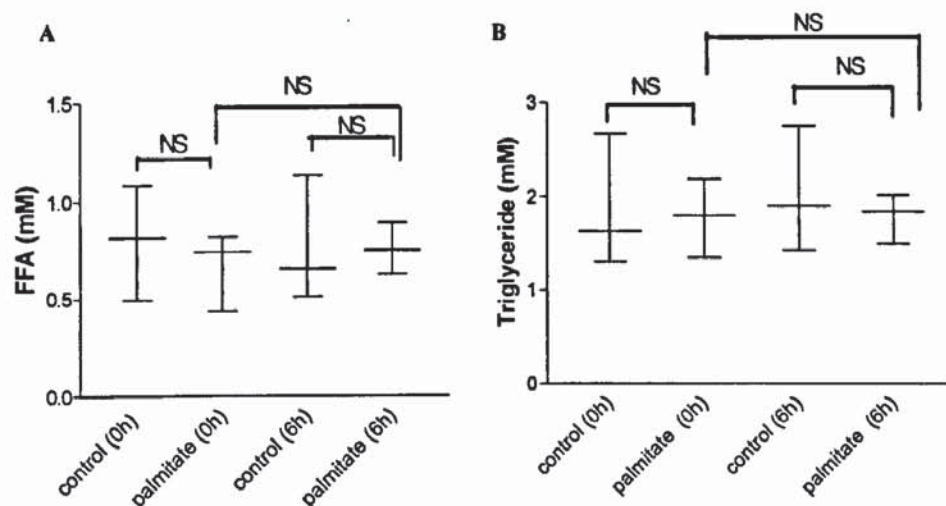 A
NS
NS
NS
1.5
1.0
0.5
0.0
FFA (mM)
control (0h)
palmitate (0h)
control (6h)
palmitate (6h)
B
NS
NS
NS
3
2
1
0
Triglyceride (mM)
control (0h)
palmitate (0h)
control (6h)
palmitate (6h)